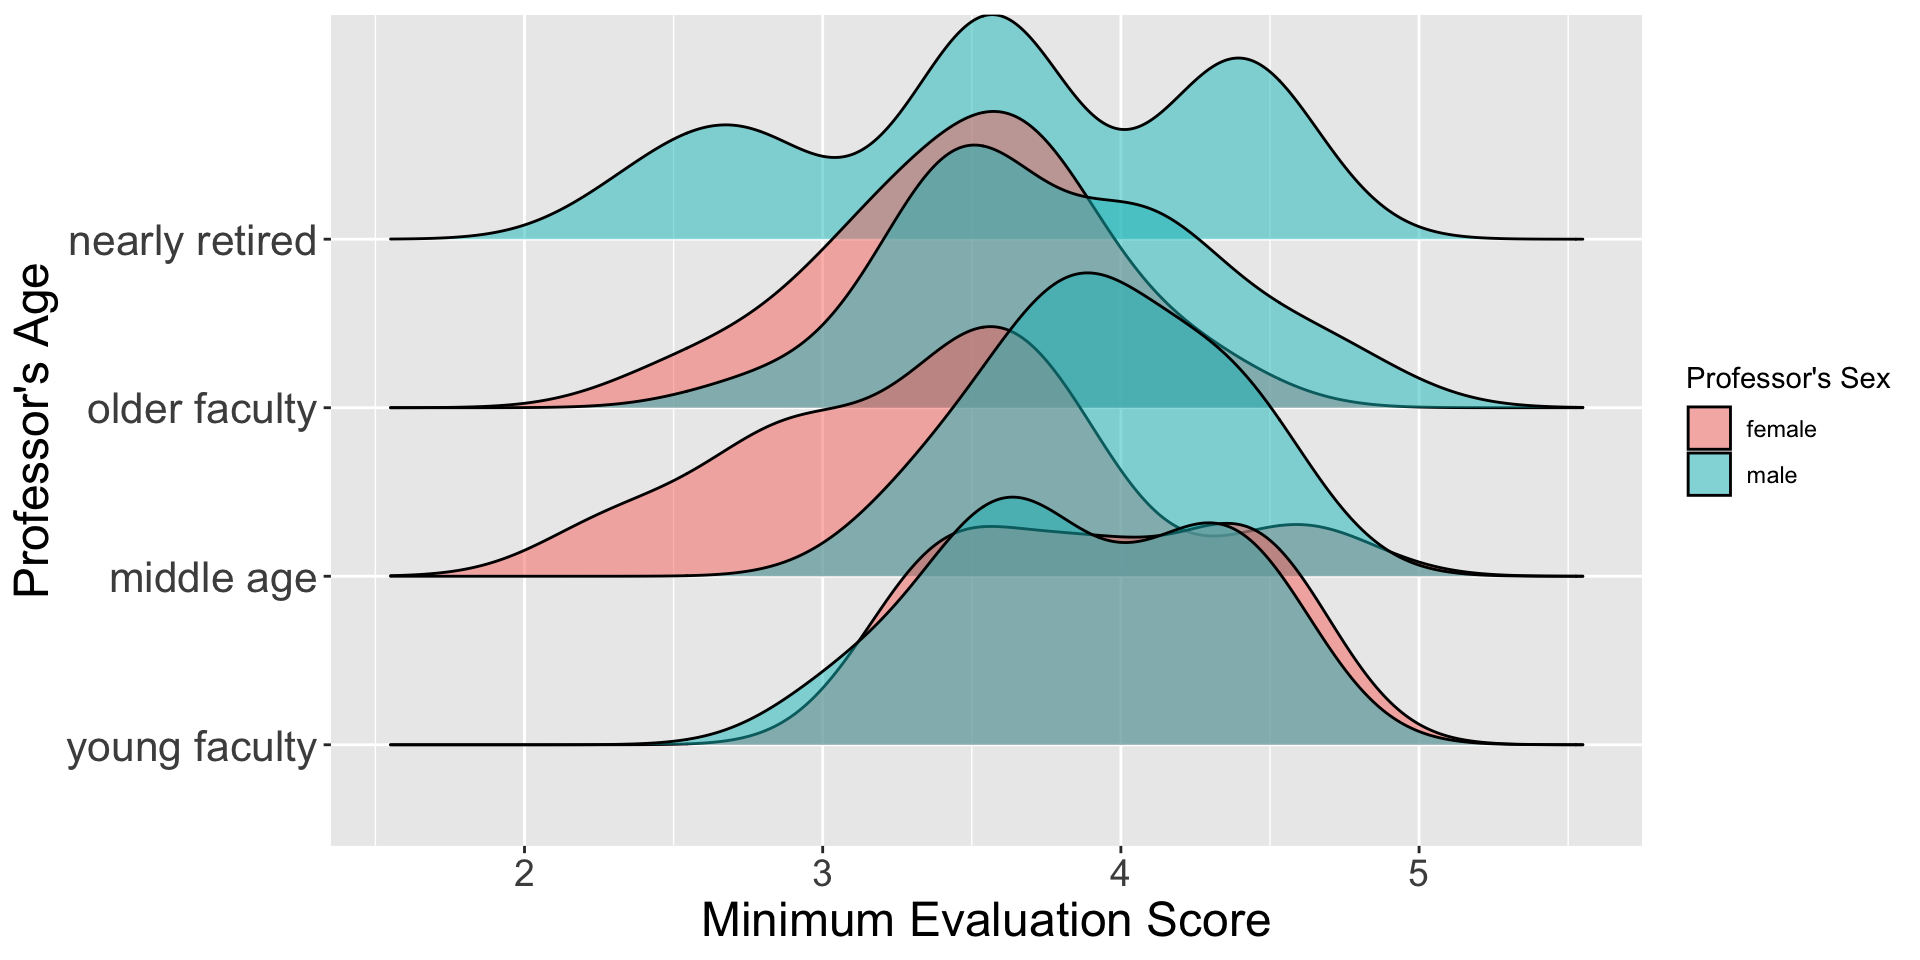 Professor's Age
nearly retired
older faculty
middle age
young faculty
2 3 4 5
Minimum Evaluation Score
Professor's Sex
female
male